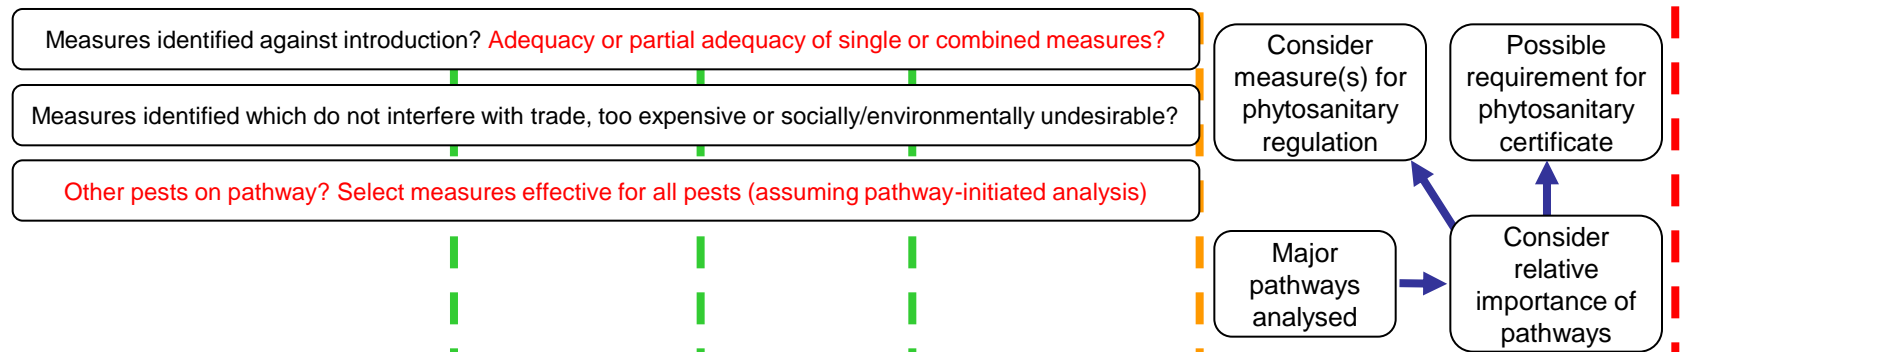 Measures identified against introduction? Adequacy or partial adequacy of single or combined measures?
Measures identified which do not interfere with trade, too expensive or socially/environmentally undesirable?
Other pests on pathway? Select measures effective for all pests (assuming pathway-initiated analysis)
Consider
measure(s) for
phytosanitary
regulation
Possible
requirement for
phytosanitary
certificate
Major
pathways
analysed
Consider
relative
importance of
pathways